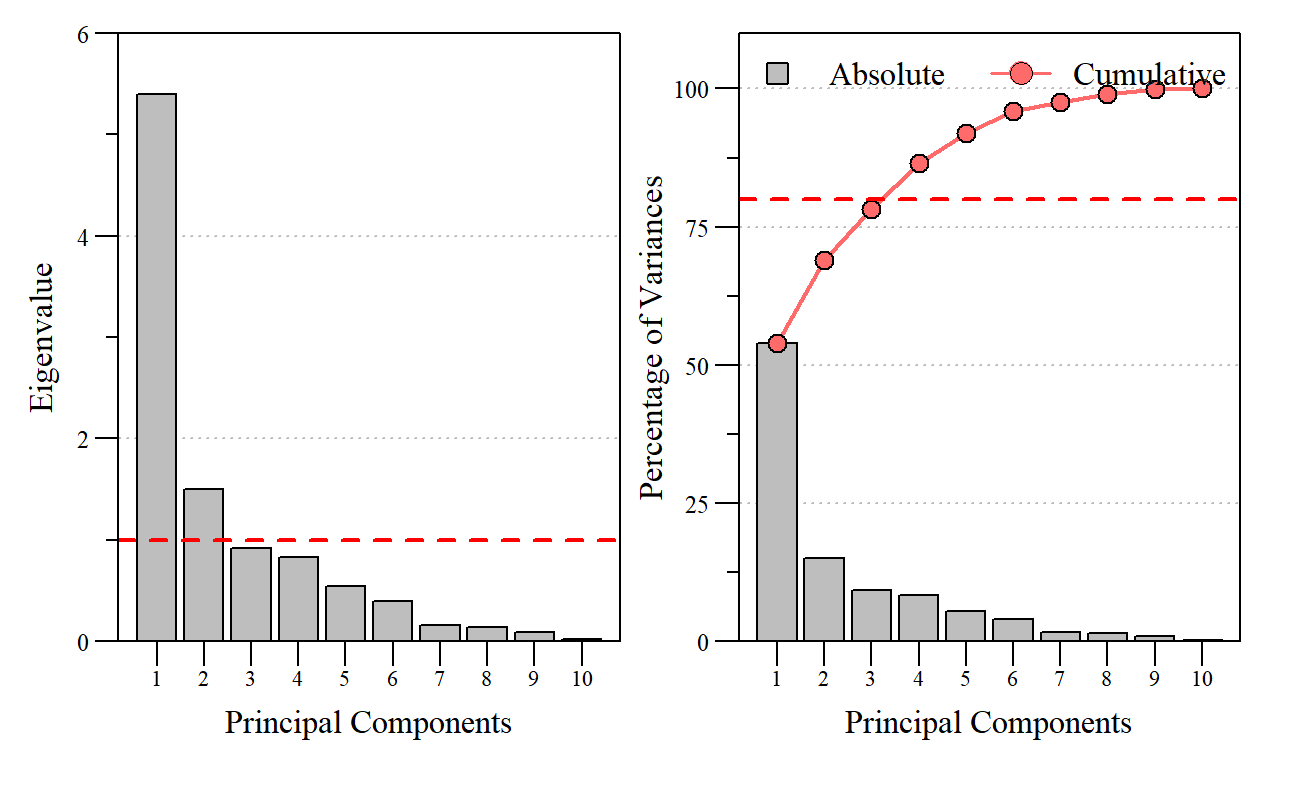 Eigenvalue
6
4
2
0
1 2 3 4 5 6 7 8 9 10
Principal Components
Percentage of Variances
Absolute Cumulative
100
75
50
25
0
1 2 3 4 5 6 7 8 9 10
Principal Components